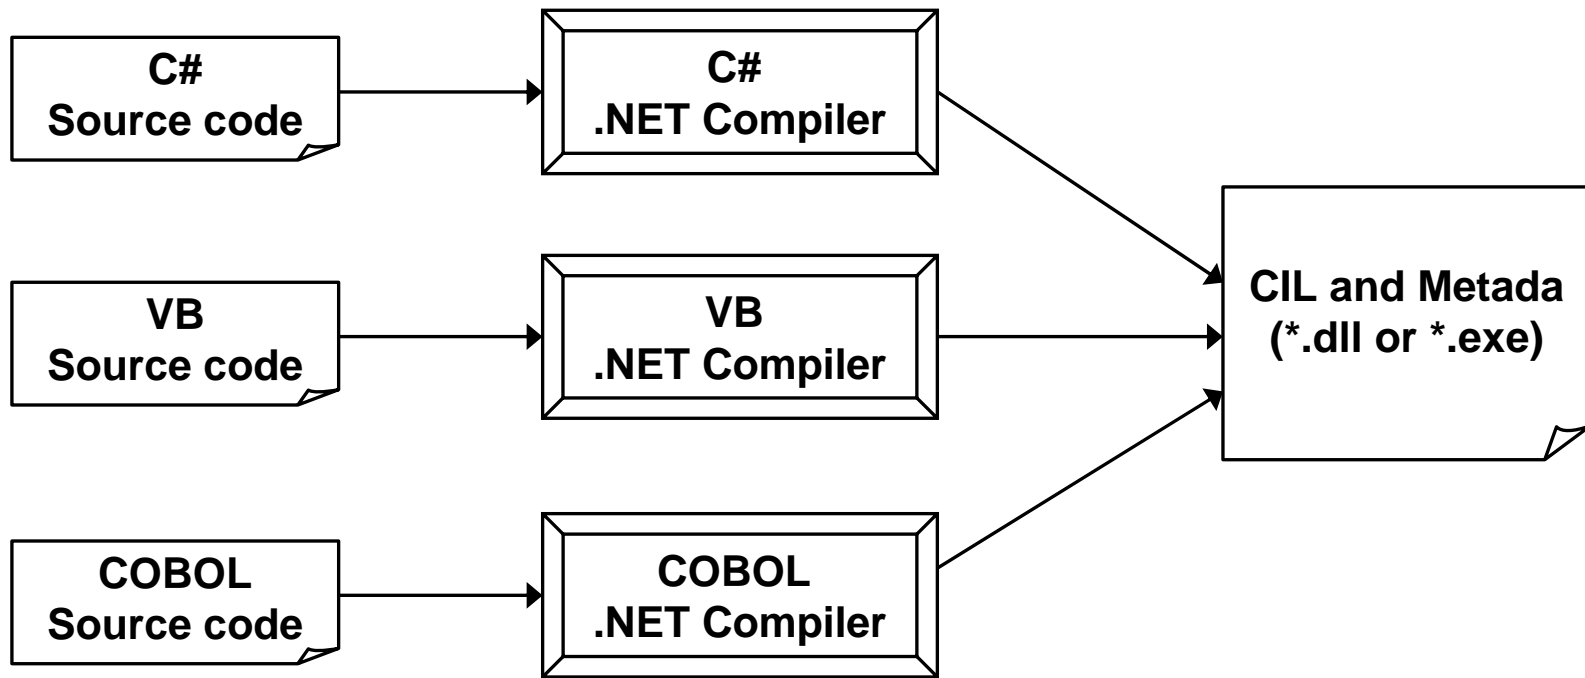 C#
Source code
C#
.NET Compiler
VB
Source code
VB
.NET Compiler
CIL and Metada
(*.dll or *.exe)
COBOL
Source code
COBOL
.NET Compiler